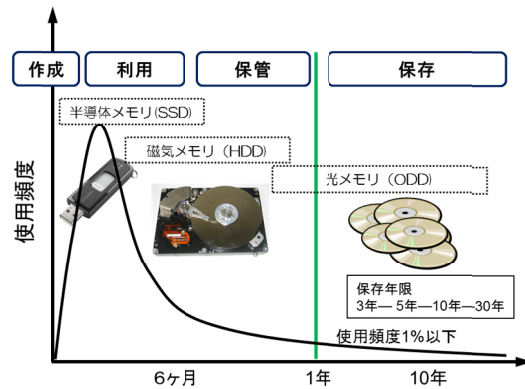 作成
利用
保管
保存
半導体メモリ(SSD)
磁気メモリ（HDD）
光メモリ（ODD）
使用頻度
保存年限
3年― 5年―10年―30年
使用頻度1%以下
6ヶ月
1年
10年